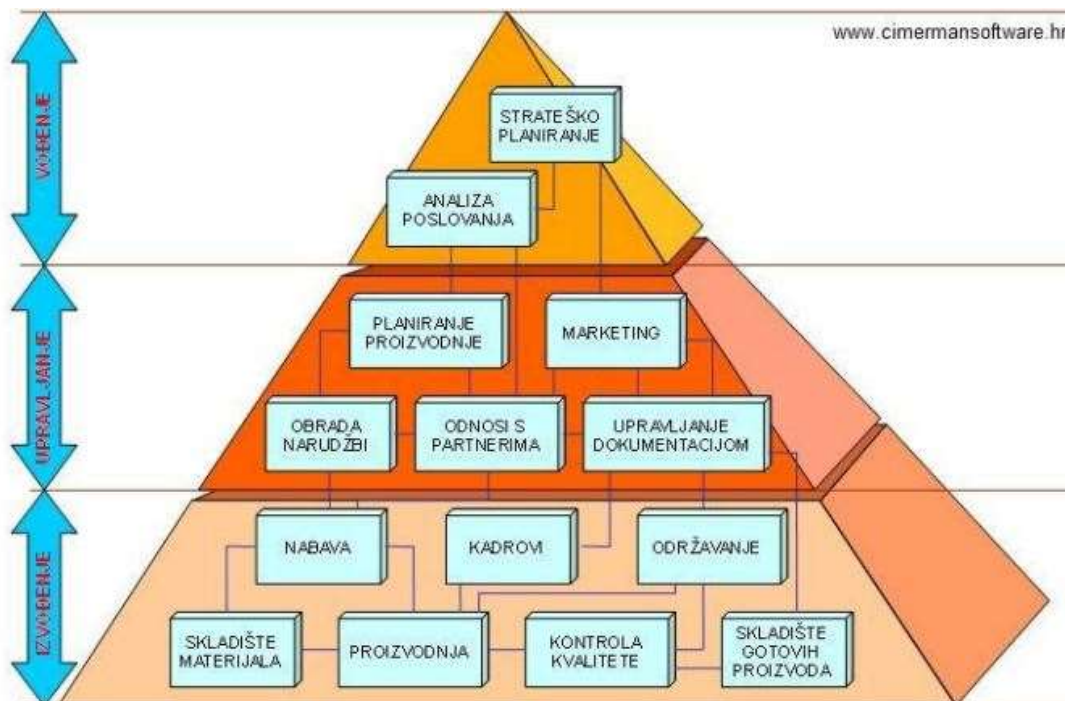 www.cimermansoftware.hr
VOĐENJE
STRATEŠKO
PLANIRANJE
ANALIZA
POSLOVANJA
UPRAVLJANJE
PLANIRANJE
PROIZVODNJE
MARKETING
OBRADA
NARUDŽBI
ODNOSI S
PARTNERIMA
UPRAVLJANJE
DOKUMENTACIJOM
IZVOĐENJE
NABAVA
KADROVI
ODRŽAVANJE
SKLADIŠTE
MATERIJALA
PROIZVODNJA
KONTROLA
KVALITETE
SKLADIŠTE
GOTOVIH
PROIZVODA